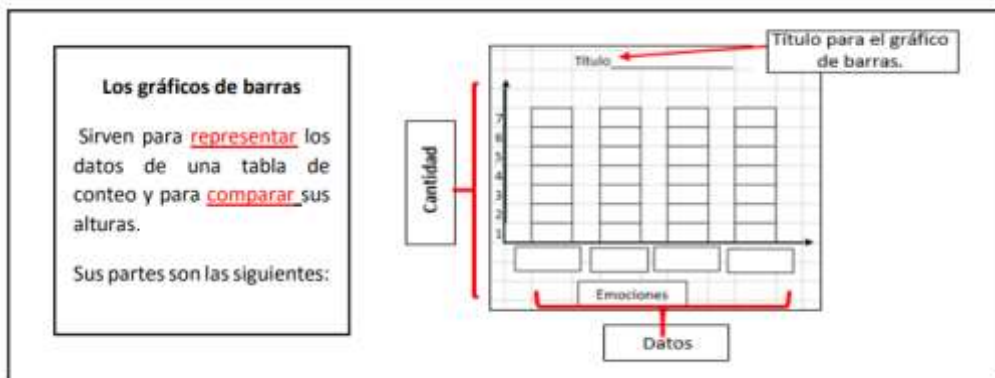 Los gráficos de barras
Sirven para representar los
datos de una tabla de
conteo y para comparar sus
alturas.
Sus partes son las siguientes:
Título para el gráfico
de barras.
Título
Cantidad
7
6
5
4
3
2
1
Emociones
Datos